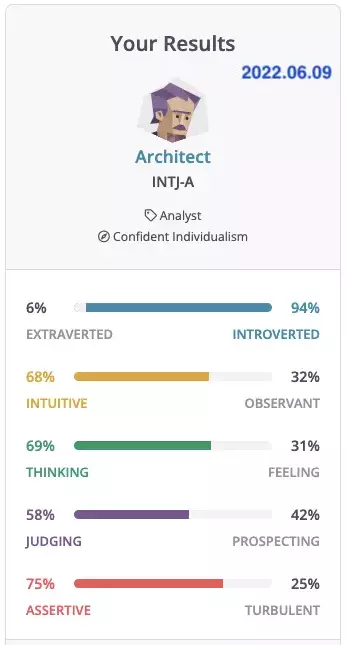 Your Results
2022.06.09
Architect
INTJ-A
Analyst
Confident Individualism
6% 94%
EXTRAVERTED INTROVERTED
68% 32%
INTUITIVE OBSERVANT
69% 31%
THINKING FEELING
58% 42%
JUDGING PROSPECTING
75% 25%
ASSERTIVE TURBULENT